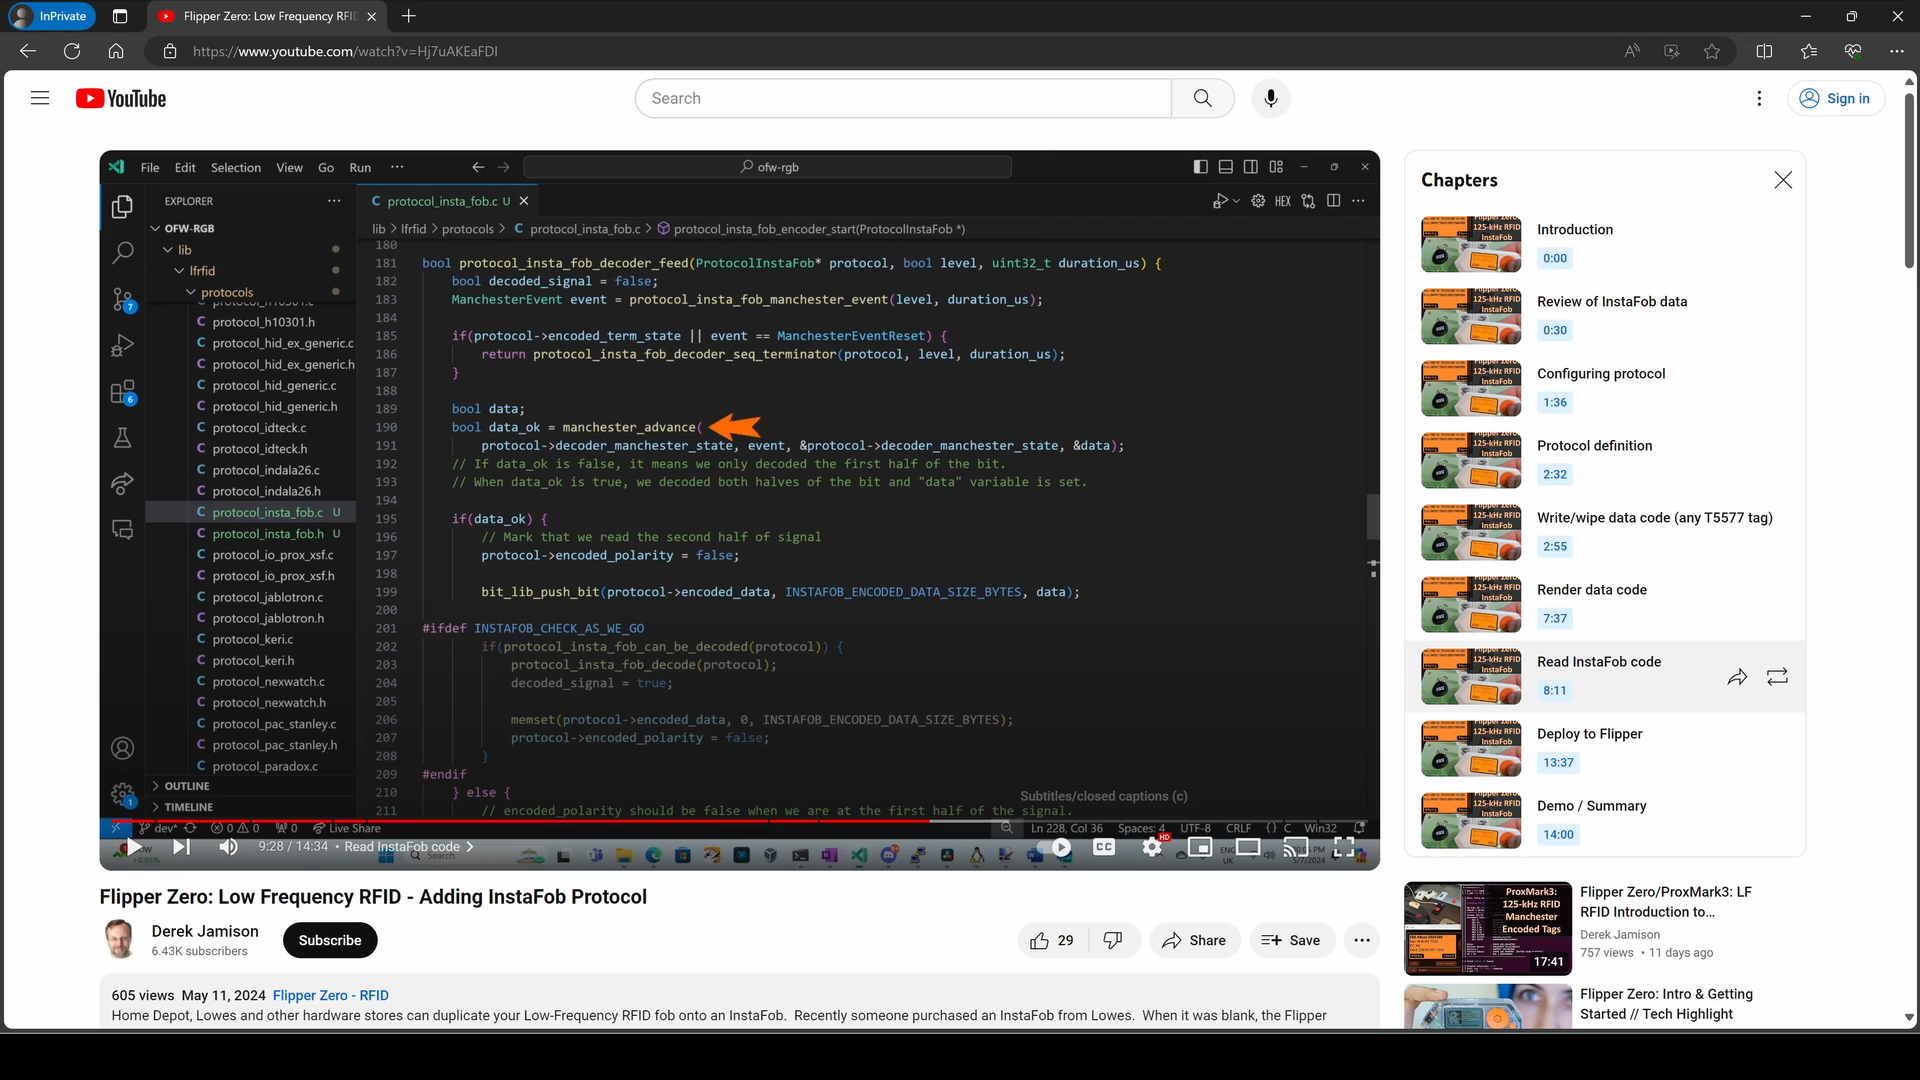 InPrivate
Flipper Zero: Low Frequency RFI
https://www.youtube.com/watch?v=Hj7uAKEaFDI
YouTube
Search
Sign in
File Edit Selection View Go Run ···
ofw-rgb
EXPLORER
protocol_insta_fob.c U
HEX
OFW-RGB
lib > lfrfid > protocols > C protocol_insta_fob.c > protocol_insta_fob_encoder_start(ProtocolInstaFob *)
lib
lfrfid
protocols
C protocol_h10301.c
C protocol_h10301.h
C protocol_hid_ex_generic.c
C protocol_hid_ex_generic.h
C protocol_hid_generic.c
C protocol_hid_generic.h
C protocol_idteck.c
C protocol_idteck.h
C protocol_indala26.c
C protocol_indala26.h
C protocol_insta_fob.c U
C protocol_insta_fob.h U
C protocol_io_prox_xsf.c
C protocol_io_prox_xsf.h
C protocol_jablotron.c
C protocol_jablotron.h
C protocol_keri.c
C protocol_keri.h
C protocol_nexwatch.c
C protocol_nexwatch.h
C protocol_pac_stanley.c
C protocol_pac_stanley.h
C protocol_paradox.c
OUTLINE
TIMELINE
7
6
1
180
181 bool protocol_insta_fob_decoder_feed(ProtocolInstaFob* protocol, bool level, uint32_t duration_us) {
182 bool decoded_signal = false;
183 ManchesterEvent event = protocol_insta_fob_manchester_event(level, duration_us);
184
185 if(protocol->encoded_term_state || event == ManchesterEventReset) {
186 return protocol_insta_fob_decoder_seq_terminator(protocol, level, duration_us);
187 }
188
189 bool data;
190 bool data_ok = manchester_advance(
191 protocol->decoder_manchester_state, event, &protocol->decoder_manchester_state, &data);
192 // If data_ok is false, it means we only decoded the first half of the bit.
193 // When data_ok is true, we decoded both halves of the bit and "data" variable is set.
194
195 if(data_ok) {
196 // Mark that we read the second half of signal
197 protocol->encoded_polarity = false;
198
199 bit_lib_push_bit(protocol->encoded_data, INSTAFOB_ENCODED_DATA_SIZE_BYTES, data);
200
201 #ifdef INSTAFOB_CHECK_AS_WE_GO
202 if(protocol_insta_fob_can_be_decoded(protocol)) {
203 protocol_insta_fob_decode(protocol);
204 decoded_signal = true;
205
206 memset(protocol->encoded_data, 0, INSTAFOB_ENCODED_DATA_SIZE_BYTES);
207 protocol->encoded_polarity = false;
208 }
209 #endif
210 } else {
211 // encoded_polarity should be false when we are at the first half of the signal.
Subtitles/closed captions (c)
dev* 0 0 0 Live Share
Ln 228, Col 36 Spaces: 4 UTF-8 CRLF {} C Win32
9:28 / 14:34 • Read InstaFob code >
HD
Chapters
Introduction
0:00
Review of InstaFob data
0:30
Configuring protocol
1:36
Protocol definition
2:32
Write/wipe data code (any T5577 tag)
2:55
Render data code
7:37
Read InstaFob code
8:11
Deploy to Flipper
13:37
Demo / Summary
14:00
Flipper Zero: Low Frequency RFID - Adding InstaFob Protocol
Derek Jamison
6.43K subscribers
Subscribe
29
Share
Save
605 views May 11, 2024 Flipper Zero - RFID
Home Depot, Lowes and other hardware stores can duplicate your Low-Frequency RFID fob onto an InstaFob. Recently someone purchased an InstaFob from Lowes. When it was blank, the Flipper
ProxMark3:
125-kHz RFID
Manchester
Encoded Tags
17:41
Flipper Zero/ProxMark3: LF
RFID Introduction to...
Derek Jamison
757 views • 11 days ago
Flipper Zero: Intro & Getting
Started // Tech Highlight